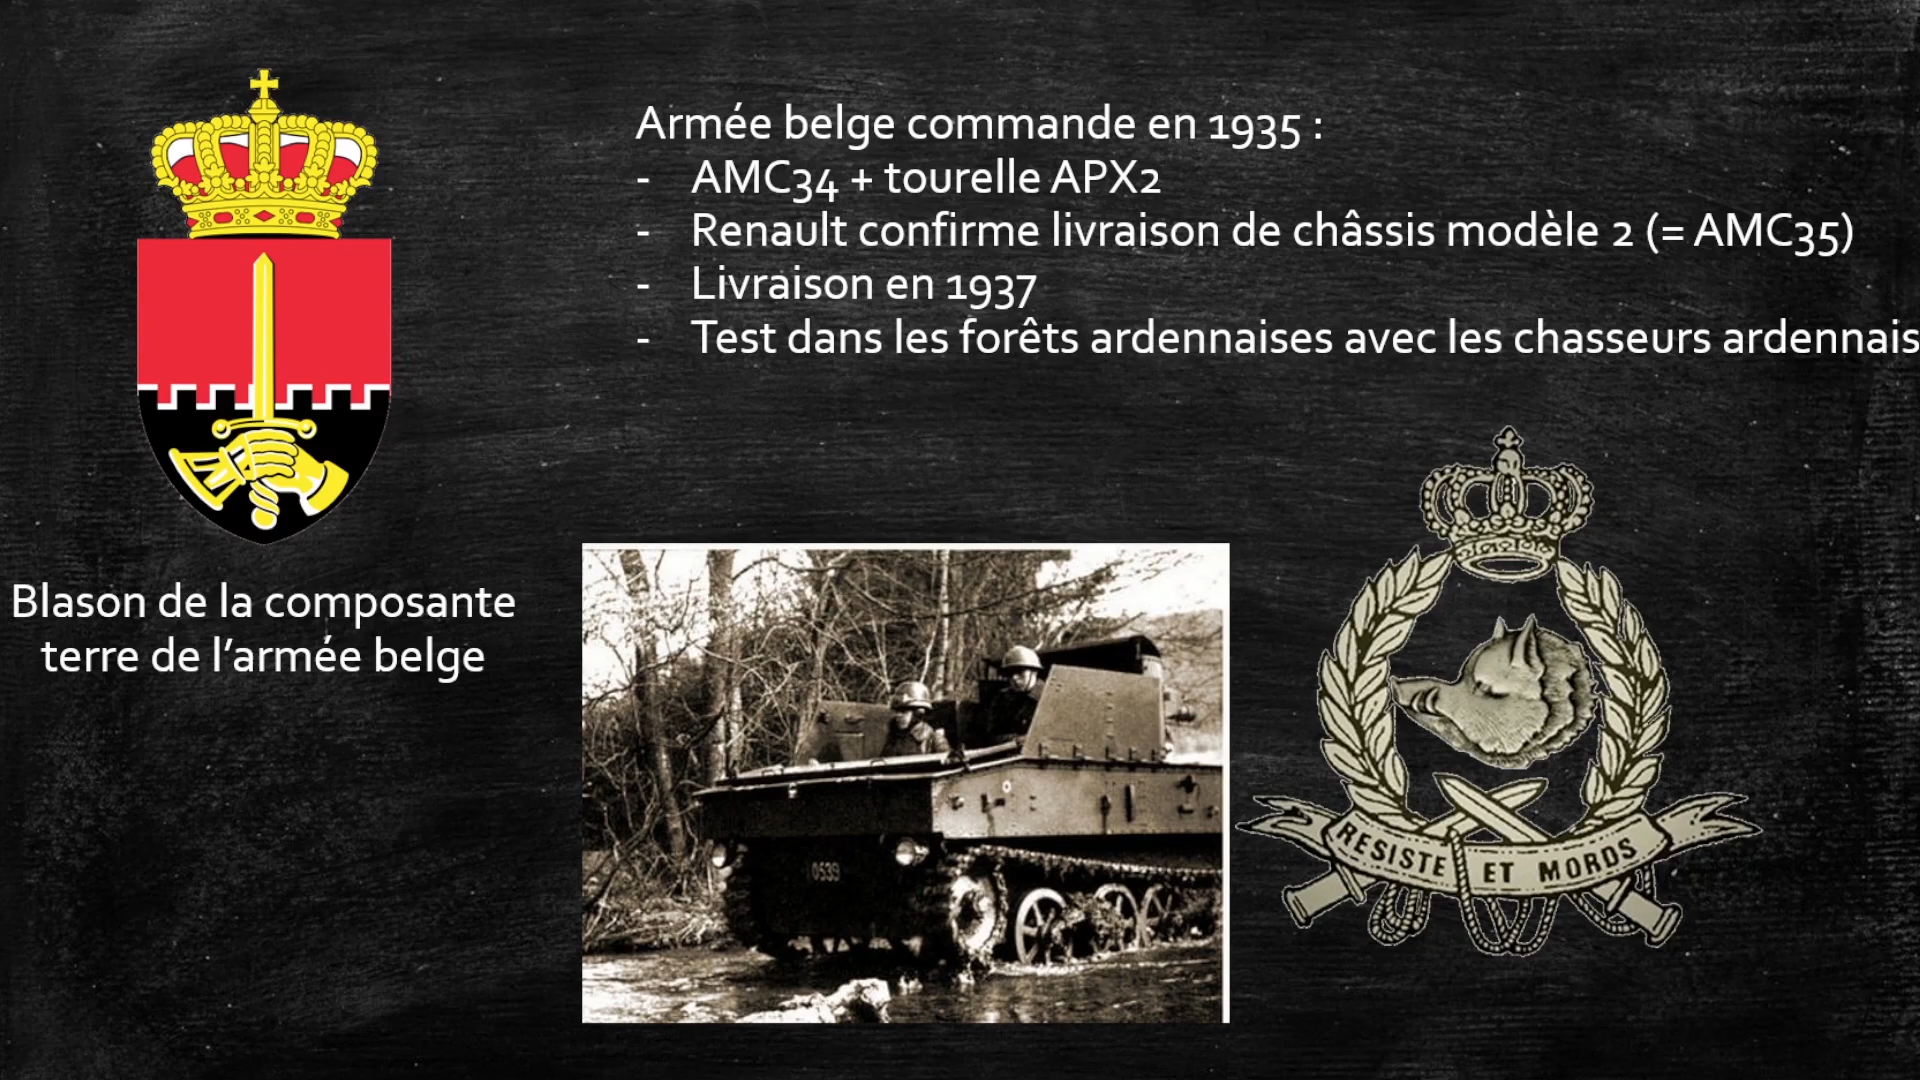 Armée belge commande en 1935 :
- AMC34 + tourelle APX2
- Renault confirme livraison de châssis modèle 2 (= AMC35)
- Livraison en 1937
- Test dans les forêts ardennaises avec les chasseurs ardennais
Blason de la composante
terre de l’armée belge
0539
RESISTE ET MORDS